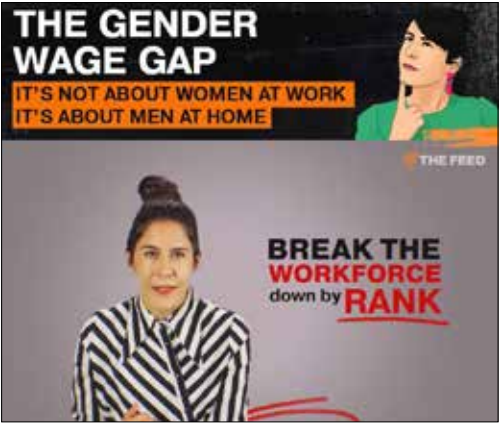 THE GENDER
WAGE GAP
IT'S NOT ABOUT WOMEN AT WORK
IT'S ABOUT MEN AT HOME
THE FEED
BREAK THE
WORKFORCE
down by RANK